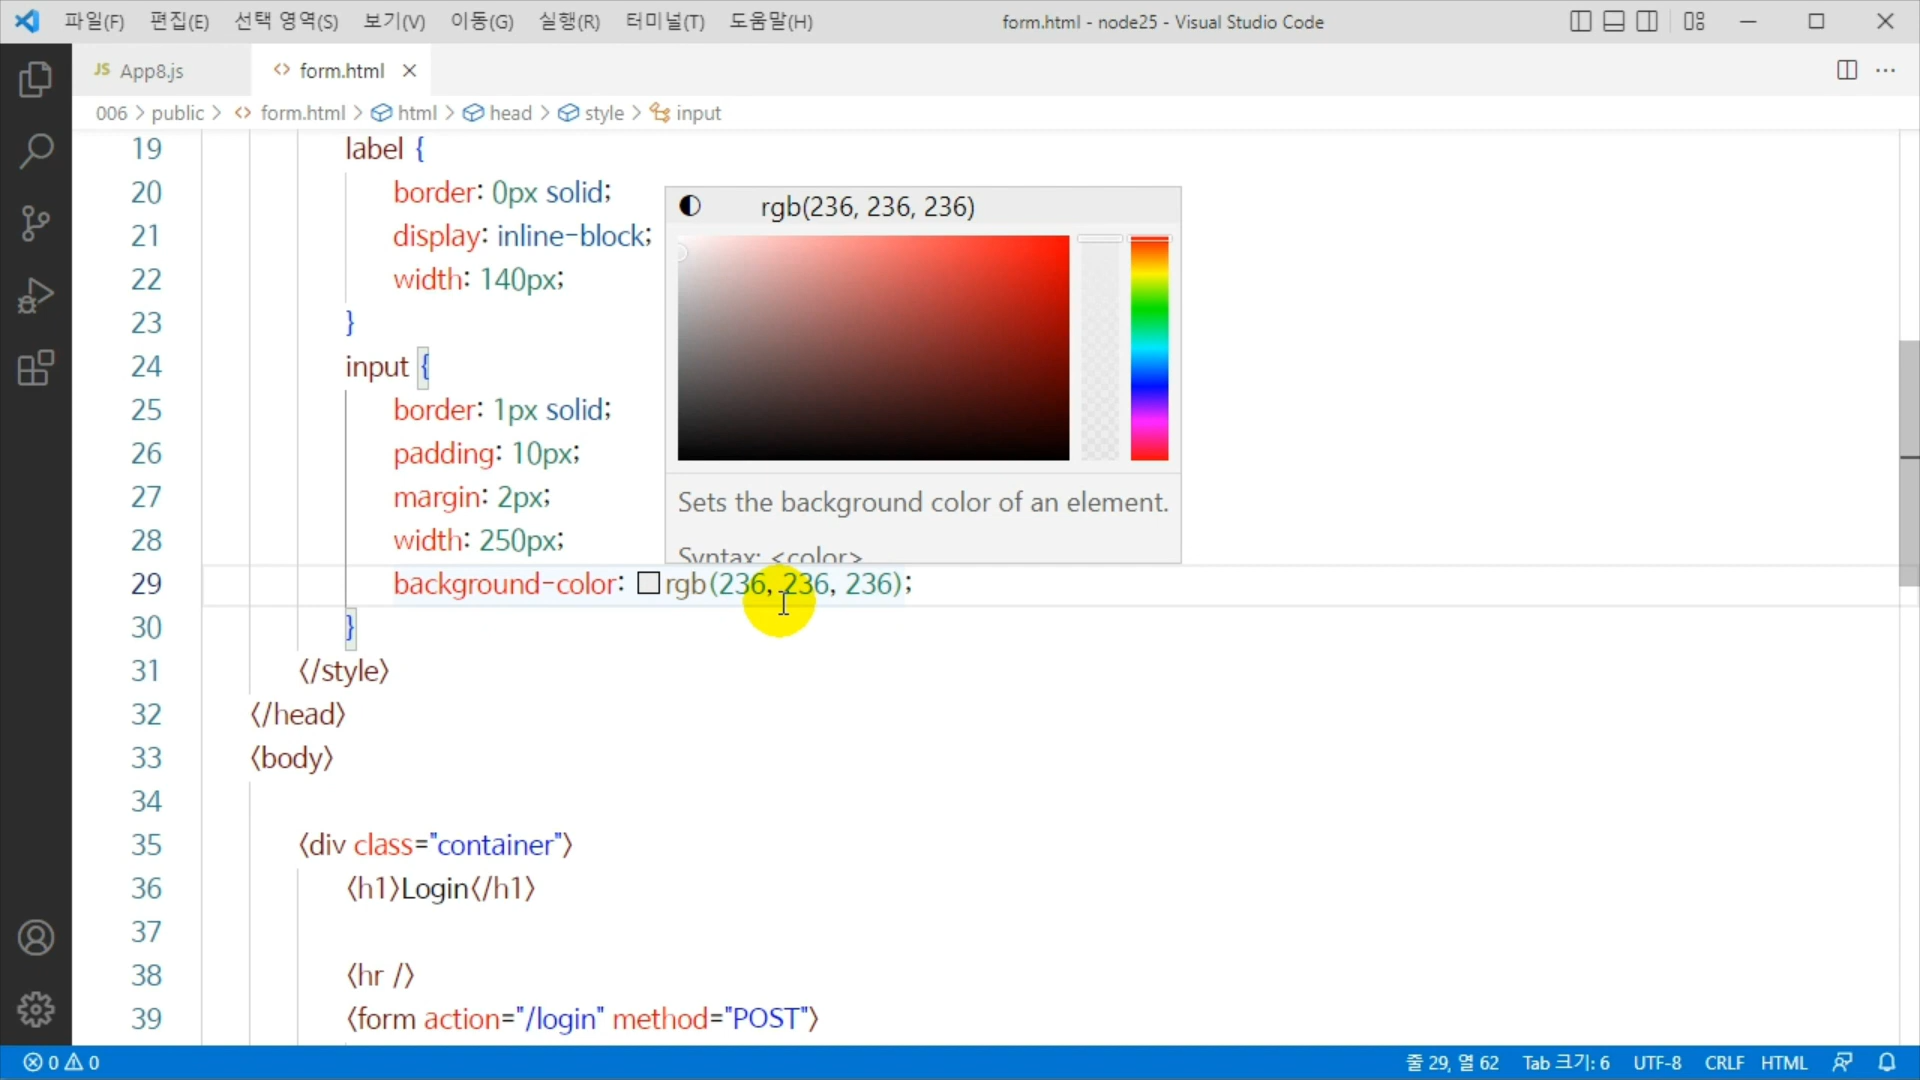 파일(F) 편집(E) 선택 영역(S) 보기(V) 이동(G) 실행(R) 터미널(T) 도움말(H) form.html - node25 - Visual Studio Code
JS App8.js <> form.html
006 > public > <> form.html > html > head > style > input
19 label {
20 border: 0px solid;
21 display: inline-block;
22 width: 140px;
23 }
24 input {
25 border: 1px solid;
26 padding: 10px;
27 margin: 2px;
28 width: 250px;
29 background-color: rgb(236, 236, 236);
30 }
31 </style>
32 </head>
33 <body>
34
35 <div class="container">
36 <h1>Login</h1>
37
38 <hr />
39 <form action="/login" method="POST">
rgb(236, 236, 236)
Sets the background color of an element.
Syntax: <color>
0 0 줄 29, 열 62 Tab 크기: 6 UTF-8 CRLF HTML